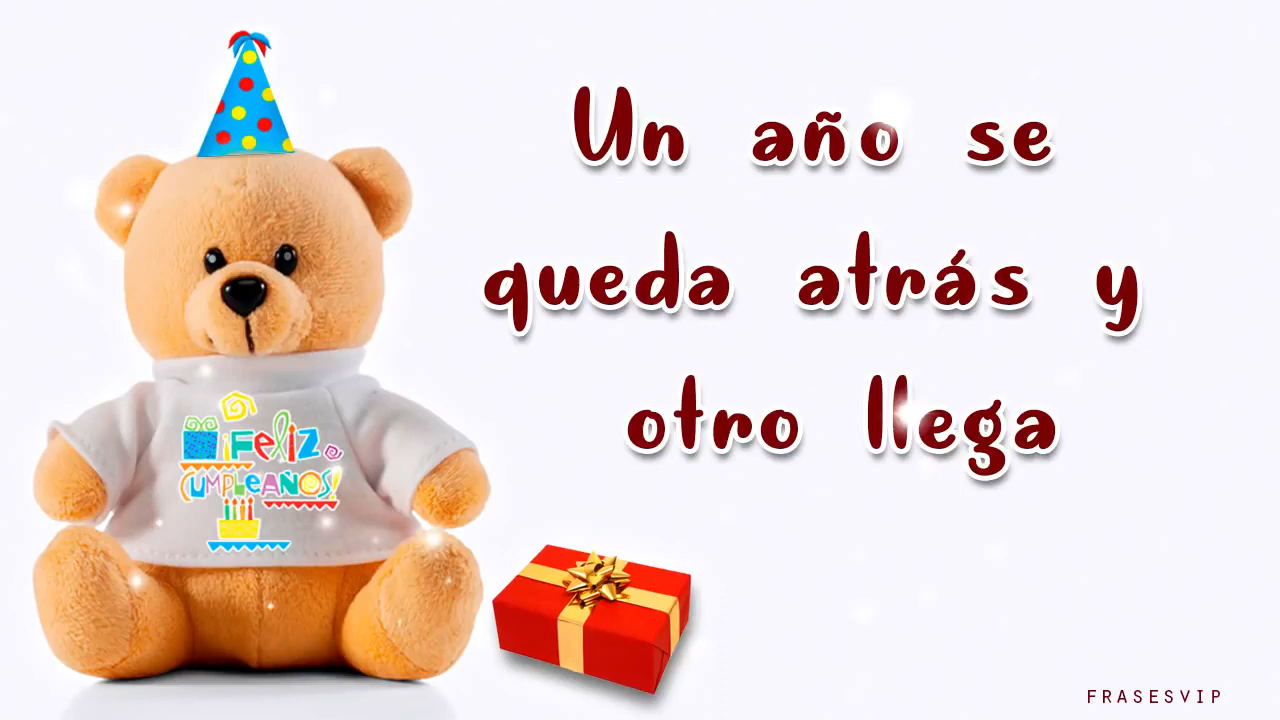 Un año se
queda atrás y
otro llega
¡Feliz
CUMPLEAÑOS!
FRASESVIP